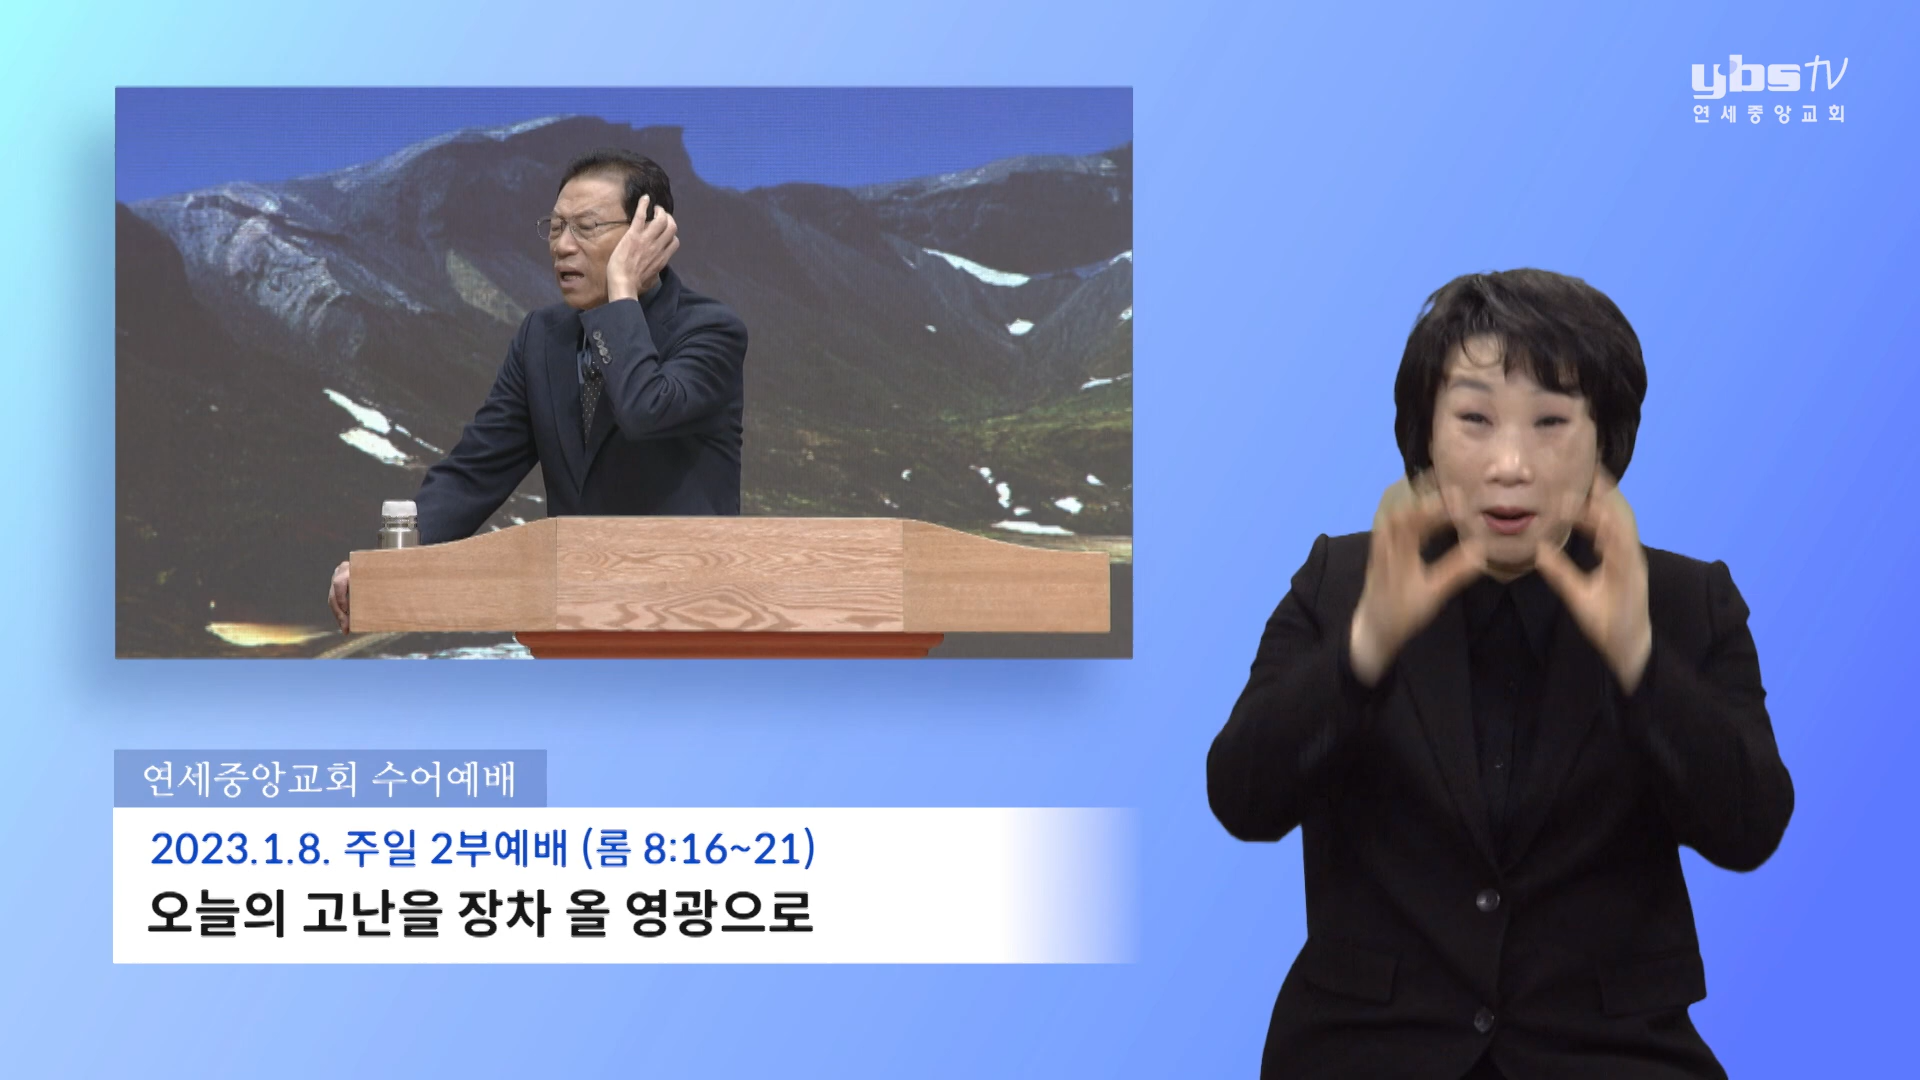 ybstv
연세중앙교회
연세중앙교회 수어예배
2023.1.8. 주일 2부예배 (롬 8:16~21)
오늘의 고난을 장차 올 영광으로